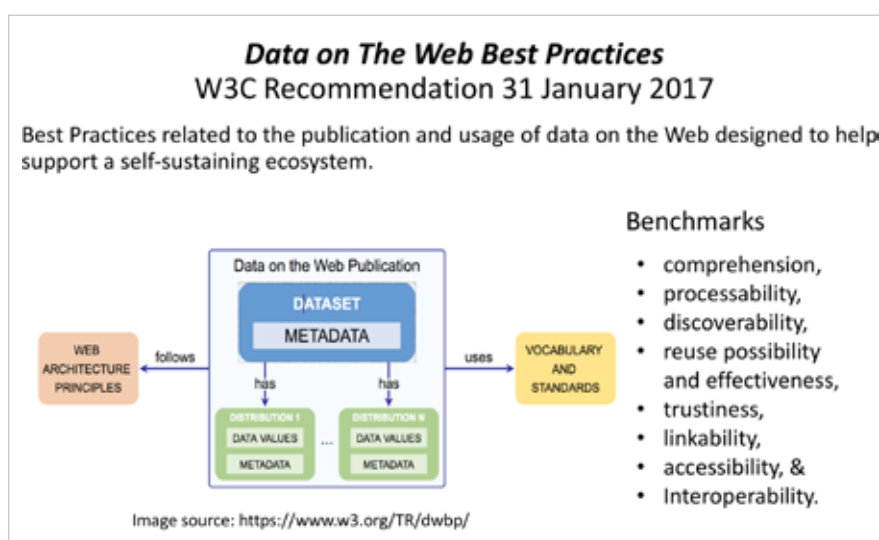 Data on The Web Best Practices
W3C Recommendation 31 January 2017
Best Practices related to the publication and usage of data on the Web designed to help
support a self-sustaining ecosystem.
Data on the Web Publication
DATASET
METADATA
WEB
ARCHITECTURE
PRINCIPLES
follows
uses
VOCABULARY
AND
STANDARDS
has
has
DISTRIBUTION 1
DATA VALUES
METADATA
...
DISTRIBUTION N
DATA VALUES
METADATA
Image source: https://www.w3.org/TR/dwbp/
Benchmarks
• comprehension,
• processability,
• discoverability,
• reuse possibility
and effectiveness,
• trustiness,
• linkability,
• accessibility, &
• Interoperability.